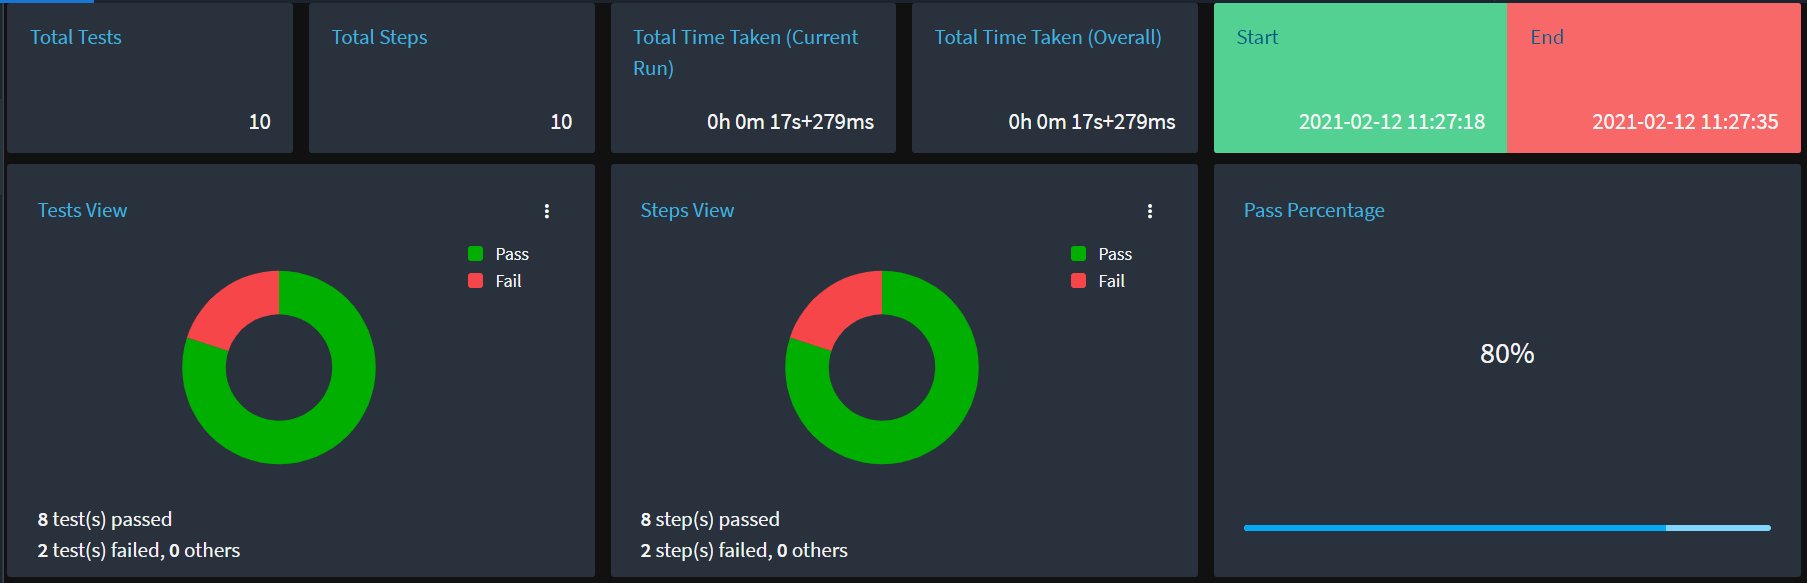 Total Tests
10
Total Steps
10
Total Time Taken (Current
Run)
0h 0m 17s+279ms
Total Time Taken (Overall)
0h 0m 17s+279ms
Start
2021-02-12 11:27:18
End
2021-02-12 11:27:35
Tests View
Pass
Fail
8 test(s) passed
2 test(s) failed, 0 others
Steps View
Pass
Fail
8 step(s) passed
2 step(s) failed, 0 others
Pass Percentage
80%